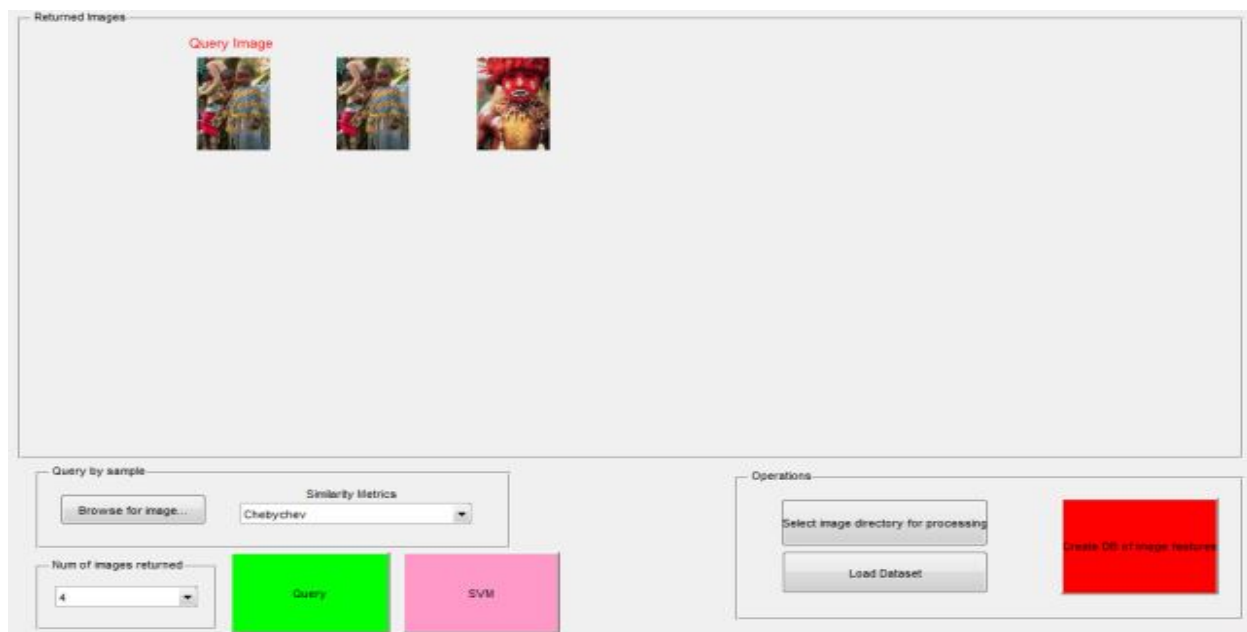 Returned Images
Query Image
Query by sample
Browse for image...
Similarity Metrics
Chebychev
Num of images returned
4
Query
SVM
Operations
Select image directory for processing
Load Dataset
Create DB of image features